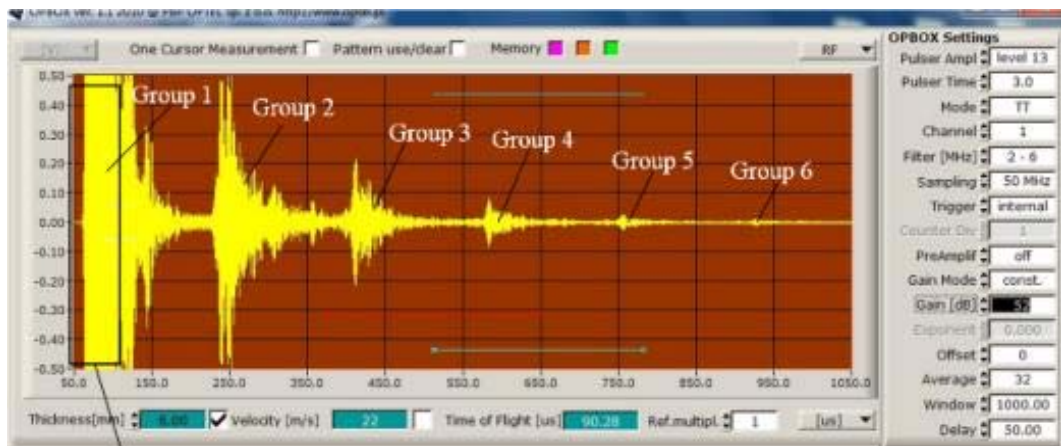 OPBOX ver. 1.1 2010 @
One Cursor Measurement Pattern use/clear Memory RF
OPBOX Settings
Pulser Ampl level 13
Pulser Time 3.0
Mode TT
Channel 1
Filter [MHz] 2 - 6
Sampling 50 MHz
Trigger internal
Counter Div 1
PreAmplif off
Gain Mode const.
Gain [dB] 52
Exponent 0.000
Offset 0
Average 32
Window 1000.00
Delay 50.00
0.50
0.40
0.30
0.20
0.10
0.00
-0.10
-0.20
-0.30
-0.40
-0.50
Group 1
Group 2
Group 3
Group 4
Group 5
Group 6
50.0 150.0 250.0 350.0 450.0 550.0 650.0 750.0 850.0 950.0 1050.0
Thickness[mm] 6.00 Velocity [m/s] 22 Time of Flight [us] 90.28 Ref.multipl. 1 [us]